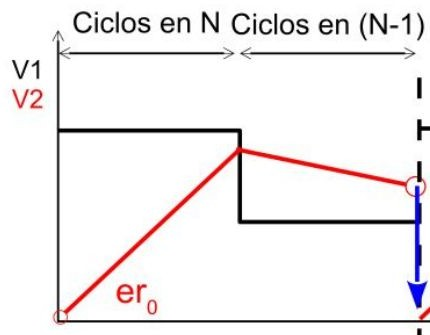 Ciclos en N Ciclos en (N-1)
V1
V2
er₀